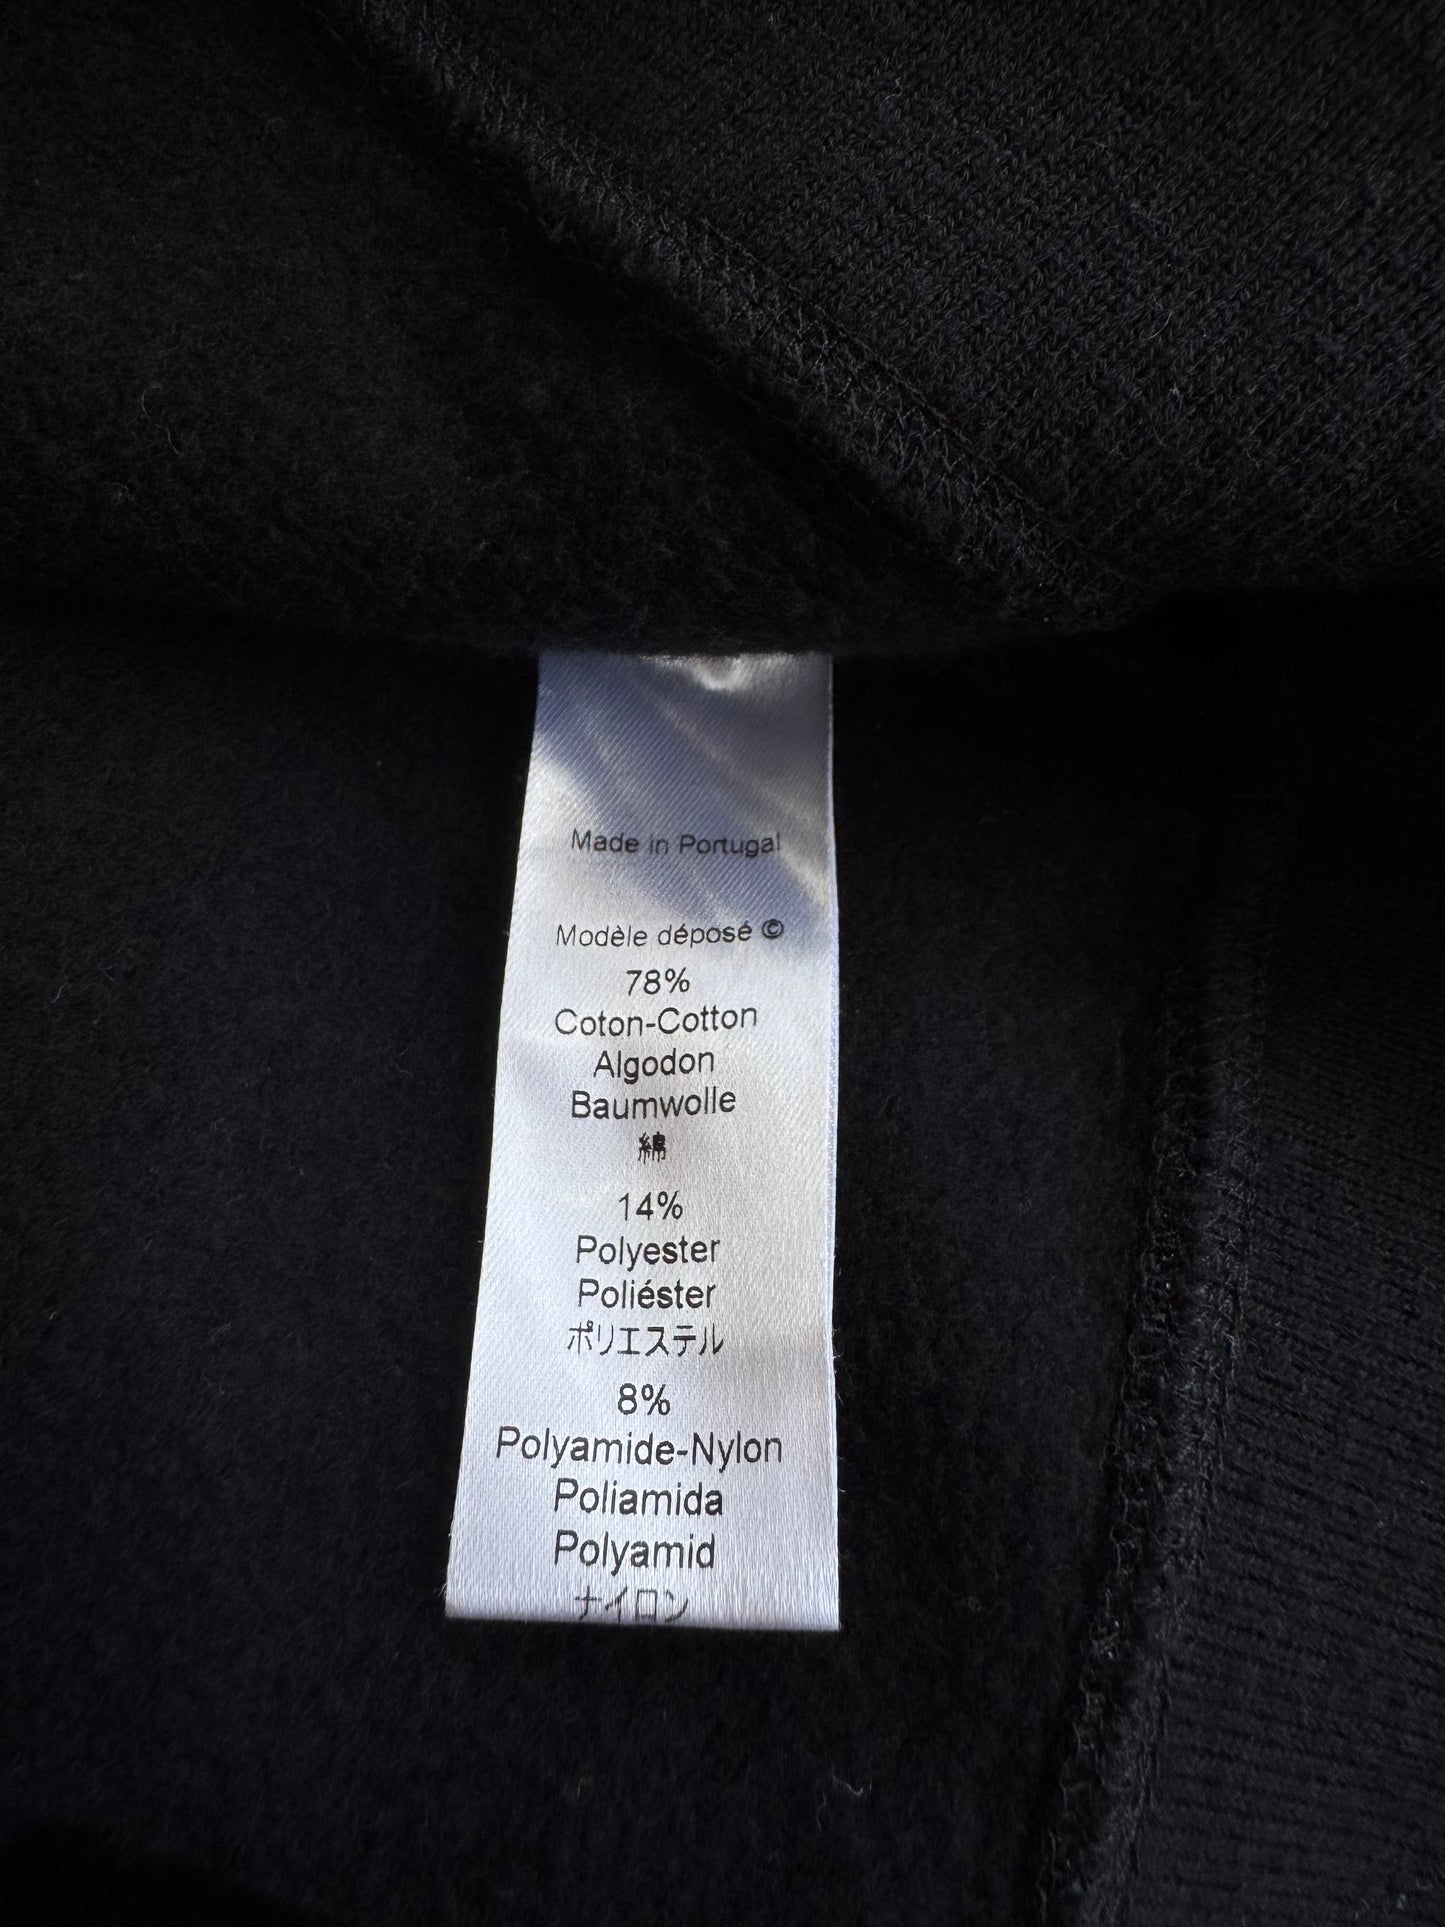 Made in Portugal
Modèle déposé ©
78%
Coton-Cotton
Algodon
Baumwolle
綿
14%
Polyester
Poliéster
ポリエステル
8%
Polyamide-Nylon
Poliamida
Polyamid
ナイロン